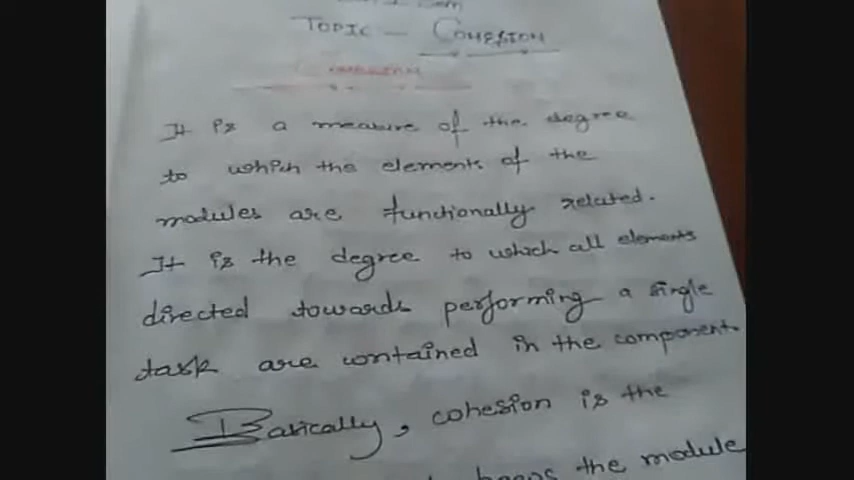 TOPIC - COHESION
COHESION
It is a measure of the degree
to which the elements of the
modules are functionally related.
It is the degree to which all elements
directed towards performing a single
task are contained in the component.
Basically, cohesion is the
the module